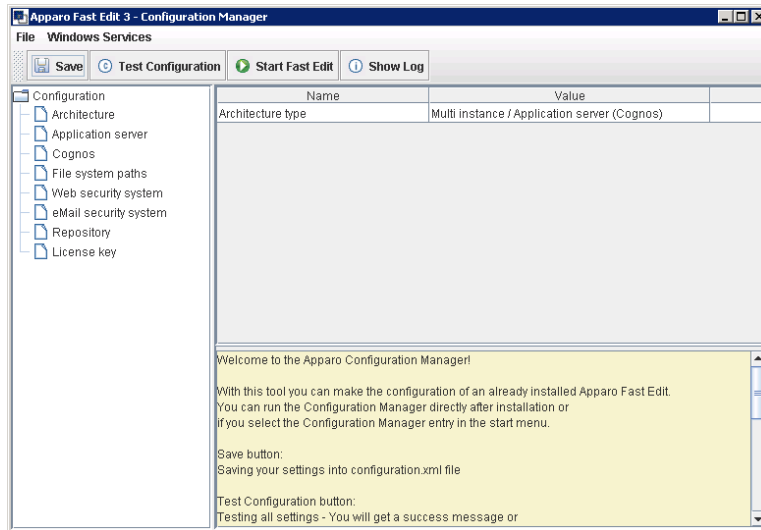 Apparo Fast Edit 3 - Configuration Manager
File Windows Services
Save Test Configuration Start Fast Edit Show Log
Configuration
Architecture
Application server
Cognos
File system paths
Web security system
eMail security system
Repository
License key
Name Value
Architecture type Multi instance / Application server (Cognos)
Welcome to the Apparo Configuration Manager!
With this tool you can make the configuration of an already installed Apparo Fast Edit.
You can run the Configuration Manager directly after installation or
if you select the Configuration Manager entry in the start menu.
Save button:
Saving your settings into configuration.xml file
Test Configuration button:
Testing all settings - You will get a success message or